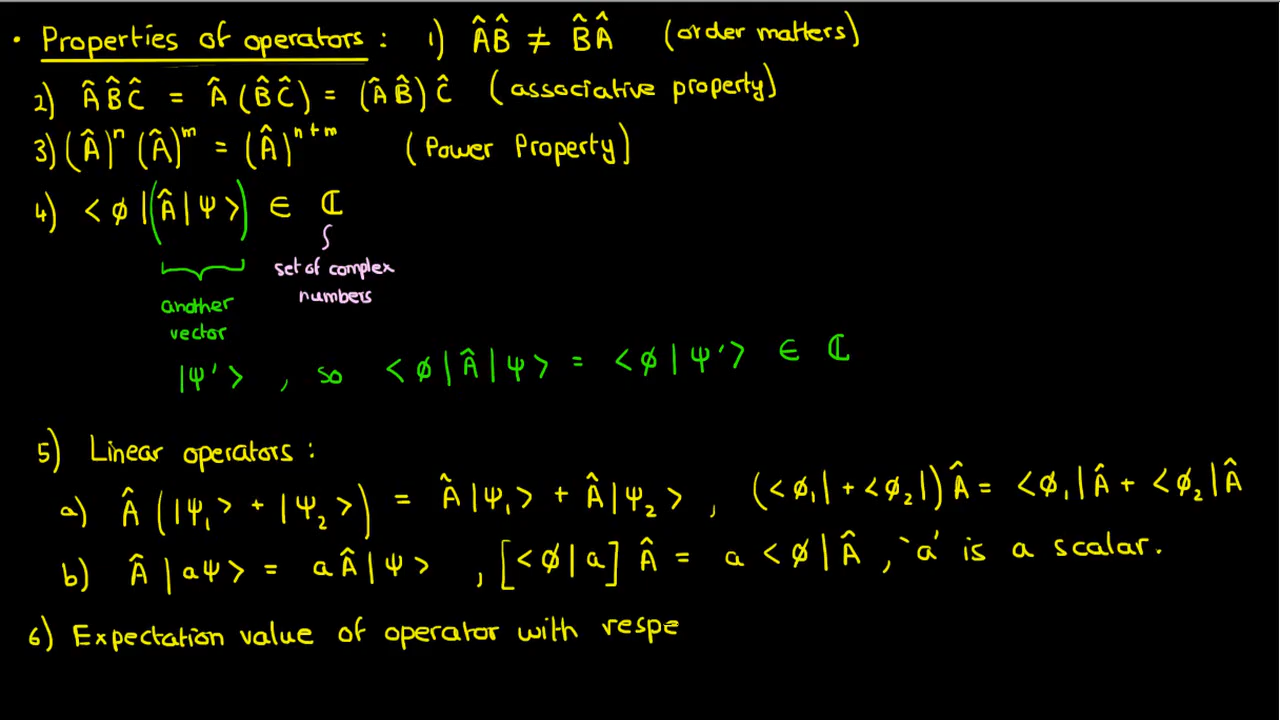 • Properties of operators : 1) ÂB̂ ≠ B̂Â (order matters)
2) ÂB̂Ĉ = Â (B̂Ĉ) = (ÂB̂) Ĉ (associative property)
3) (Â)ⁿ (Â)ᵐ = (Â)ⁿ⁺ᵐ (Power Property)
4) <ϕ|(Â|Ψ>) ∈ ℂ
set of complex
numbers
another
vector
|Ψ'> , so <ϕ|Â|Ψ> = <ϕ|Ψ'> ∈ ℂ
5) Linear operators :
a) Â (|Ψ₁> + |Ψ₂>) = Â|Ψ₁> + Â|Ψ₂> , (<ϕ₁| + <ϕ₂|) Â = <ϕ₁|Â + <ϕ₂|Â
b) Â |aΨ> = aÂ|Ψ> , [<ϕ|a] Â = a <ϕ|Â , `a' is a scalar.
6) Expectation value of operator with respe